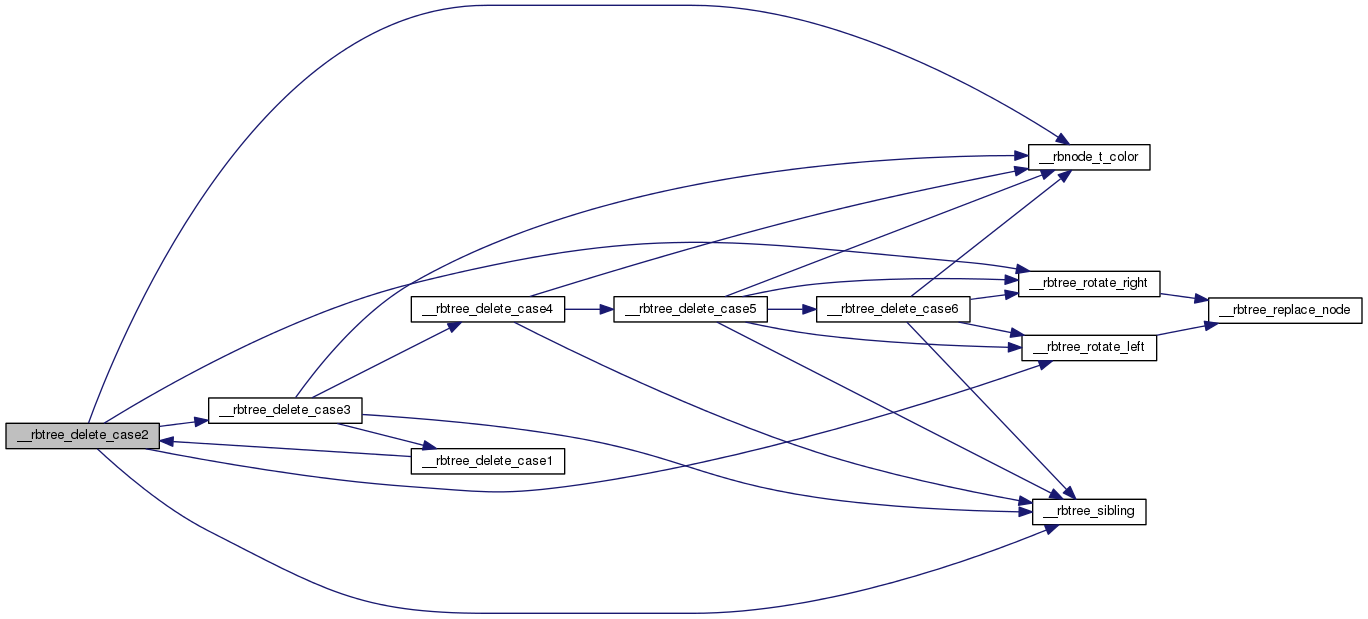 __rbnode_t_color
__rbtree_rotate_right
__rbtree_delete_case4
__rbtree_delete_case5
__rbtree_delete_case6
__rbtree_replace_node
__rbtree_rotate_left
__rbtree_delete_case3
__rbtree_delete_case2
__rbtree_delete_case1
__rbtree_sibling